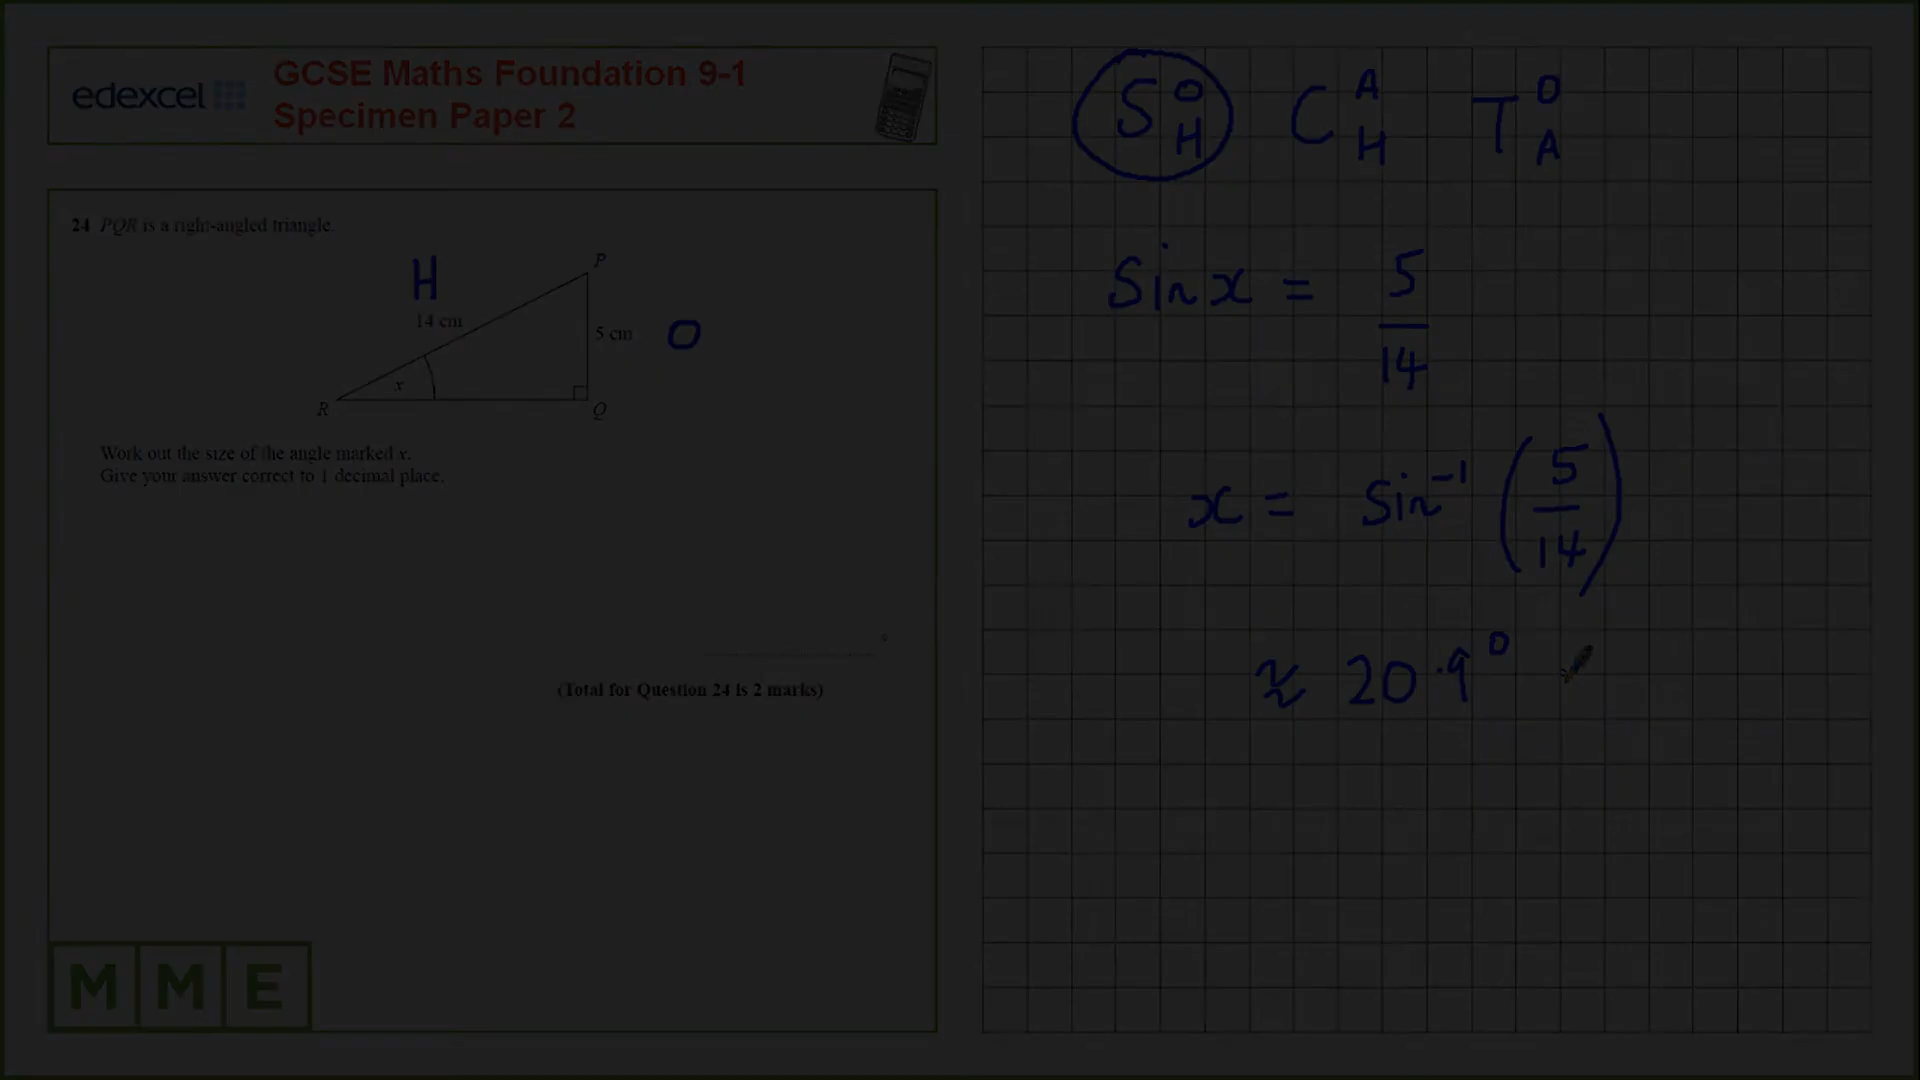 edexcel
GCSE Maths Foundation 9-1
Specimen Paper 2
24 PQR is a right-angled triangle.
H
P
14 cm
5 cm
O
x
R
Q
Work out the size of the angle marked x.
Give your answer correct to 1 decimal place.
°
(Total for Question 24 is 2 marks)
MME
S O H C A H T O A
Sin x = 5/14
x = Sin⁻¹ (5/14)
≈ 20.9°